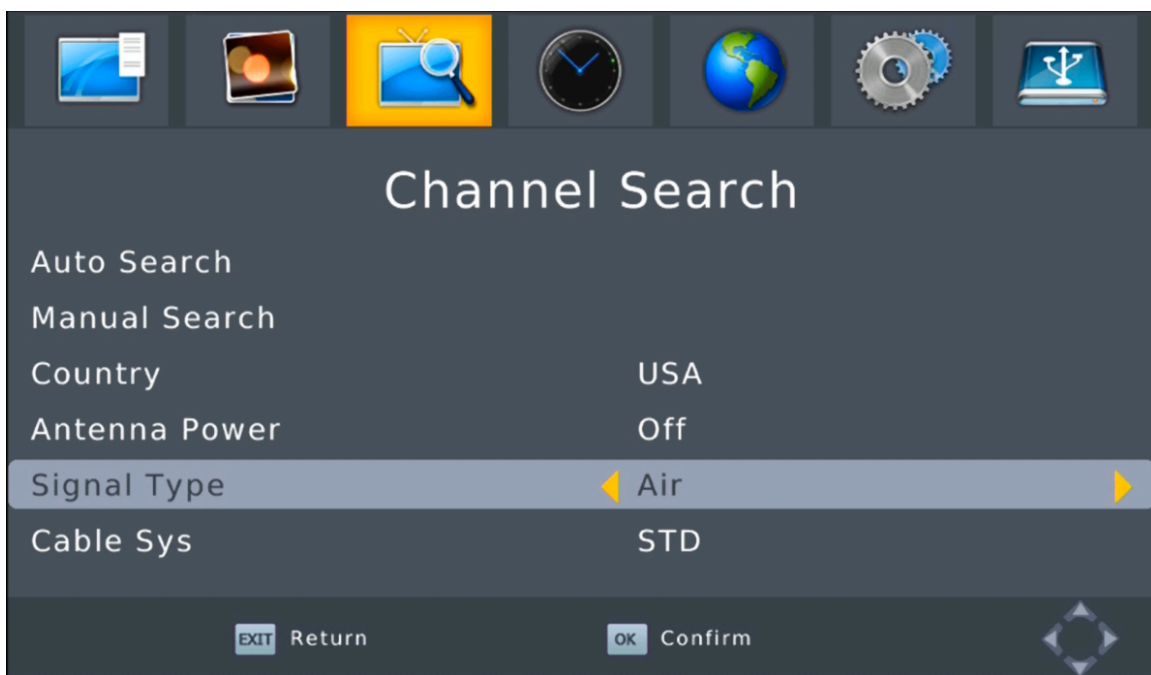 Channel Search
Auto Search
Manual Search
Country USA
Antenna Power Off
Signal Type Air
Cable Sys STD
EXIT Return OK Confirm